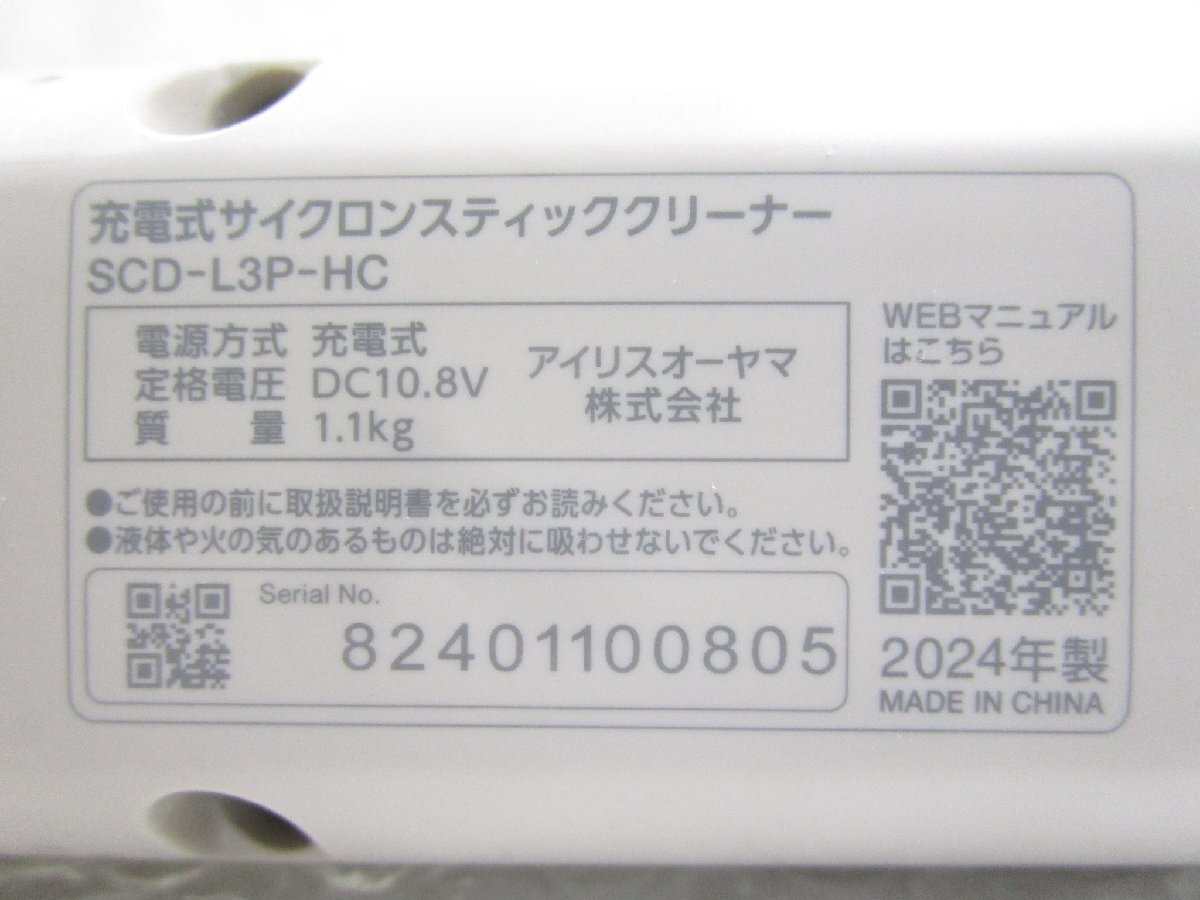 充電式サイクロンスティッククリーナー
SCD-L3P-HC
電源方式 充電式
定格電圧 DC10.8V
質量 1.1kg
アイリスオーヤマ
株式会社
WEBマニュアル
はこちら
●ご使用の前に取扱説明書を必ずお読みください。
●液体や火の気のあるものは絶対に吸わせないでください。
Serial No.
82401100805
2024年製
MADE IN CHINA